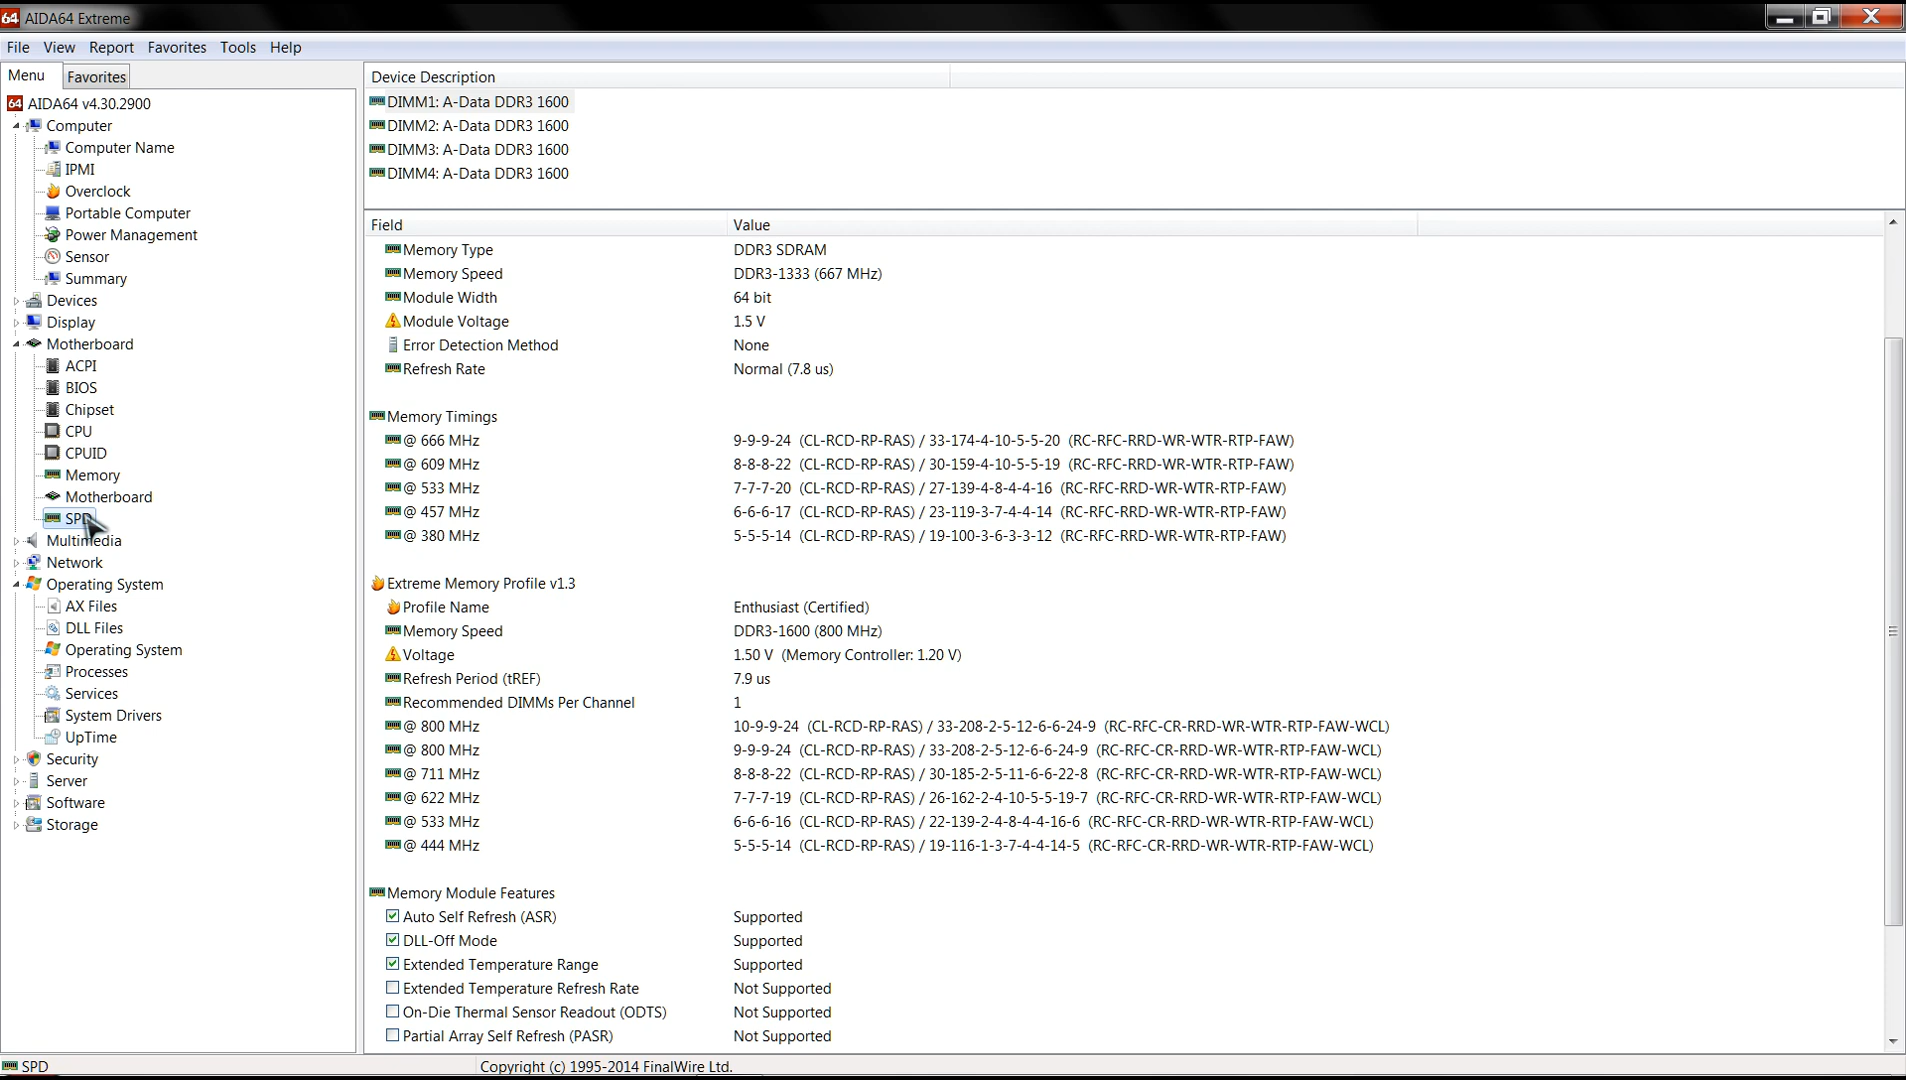 AIDA64 Extreme
File View Report Favorites Tools Help
Menu Favorites
AIDA64 v4.30.2900
Computer
Computer Name
IPMI
Overclock
Portable Computer
Power Management
Sensor
Summary
Devices
Display
Motherboard
ACPI
BIOS
Chipset
CPU
CPUID
Memory
Motherboard
SPD
Multimedia
Network
Operating System
AX Files
DLL Files
Operating System
Processes
Services
System Drivers
UpTime
Security
Server
Software
Storage
Device Description
DIMM1: A-Data DDR3 1600
DIMM2: A-Data DDR3 1600
DIMM3: A-Data DDR3 1600
DIMM4: A-Data DDR3 1600
Field Value
Memory Type DDR3 SDRAM
Memory Speed DDR3-1333 (667 MHz)
Module Width 64 bit
Module Voltage 1.5 V
Error Detection Method None
Refresh Rate Normal (7.8 us)
Memory Timings
@ 666 MHz 9-9-9-24 (CL-RCD-RP-RAS) / 33-174-4-10-5-5-20 (RC-RFC-RRD-WR-WTR-RTP-FAW)
@ 609 MHz 8-8-8-22 (CL-RCD-RP-RAS) / 30-159-4-10-5-5-19 (RC-RFC-RRD-WR-WTR-RTP-FAW)
@ 533 MHz 7-7-7-20 (CL-RCD-RP-RAS) / 27-139-4-8-4-4-16 (RC-RFC-RRD-WR-WTR-RTP-FAW)
@ 457 MHz 6-6-6-17 (CL-RCD-RP-RAS) / 23-119-3-7-4-4-14 (RC-RFC-RRD-WR-WTR-RTP-FAW)
@ 380 MHz 5-5-5-14 (CL-RCD-RP-RAS) / 19-100-3-6-3-3-12 (RC-RFC-RRD-WR-WTR-RTP-FAW)
Extreme Memory Profile v1.3
Profile Name Enthusiast (Certified)
Memory Speed DDR3-1600 (800 MHz)
Voltage 1.50 V (Memory Controller: 1.20 V)
Refresh Period (tREF) 7.9 us
Recommended DIMMs Per Channel 1
@ 800 MHz 10-9-9-24 (CL-RCD-RP-RAS) / 33-208-2-5-12-6-6-24-9 (RC-RFC-CR-RRD-WR-WTR-RTP-FAW-WCL)
@ 800 MHz 9-9-9-24 (CL-RCD-RP-RAS) / 33-208-2-5-12-6-6-24-9 (RC-RFC-CR-RRD-WR-WTR-RTP-FAW-WCL)
@ 711 MHz 8-8-8-22 (CL-RCD-RP-RAS) / 30-185-2-5-11-6-6-22-8 (RC-RFC-CR-RRD-WR-WTR-RTP-FAW-WCL)
@ 622 MHz 7-7-7-19 (CL-RCD-RP-RAS) / 26-162-2-4-10-5-5-19-7 (RC-RFC-CR-RRD-WR-WTR-RTP-FAW-WCL)
@ 533 MHz 6-6-6-16 (CL-RCD-RP-RAS) / 22-139-2-4-8-4-4-16-6 (RC-RFC-CR-RRD-WR-WTR-RTP-FAW-WCL)
@ 444 MHz 5-5-5-14 (CL-RCD-RP-RAS) / 19-116-1-3-7-4-4-14-5 (RC-RFC-CR-RRD-WR-WTR-RTP-FAW-WCL)
Memory Module Features
Auto Self Refresh (ASR) Supported
DLL-Off Mode Supported
Extended Temperature Range Supported
Extended Temperature Refresh Rate Not Supported
On-Die Thermal Sensor Readout (ODTS) Not Supported
Partial Array Self Refresh (PASR) Not Supported
SPD Copyright (c) 1995-2014 FinalWire Ltd.